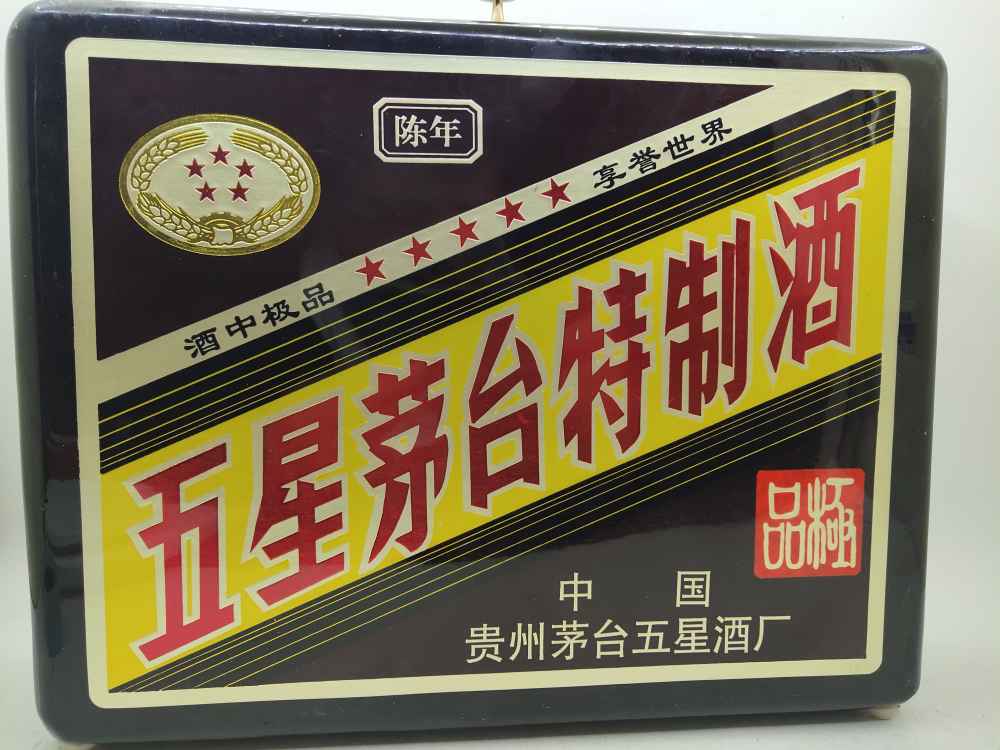 陈年
酒中极品 ★★★★★ 享誉世界
五星茅台特制酒
極品
中国
贵州茅台五星酒厂